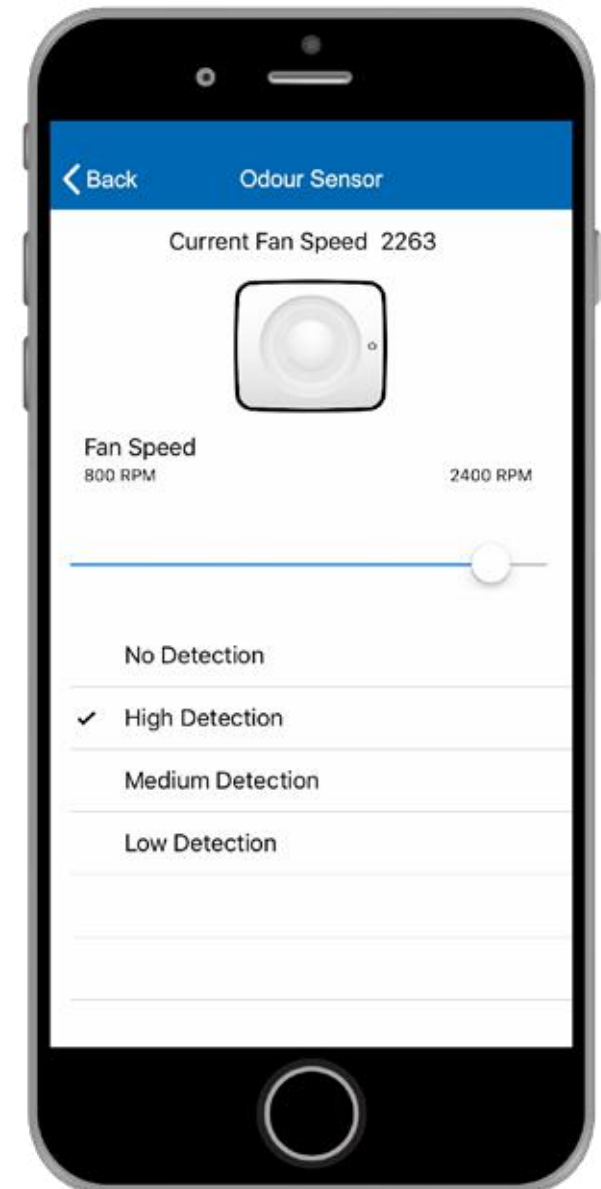 Back Odour Sensor
Current Fan Speed 2263
Fan Speed
800 RPM 2400 RPM
No Detection
High Detection
Medium Detection
Low Detection